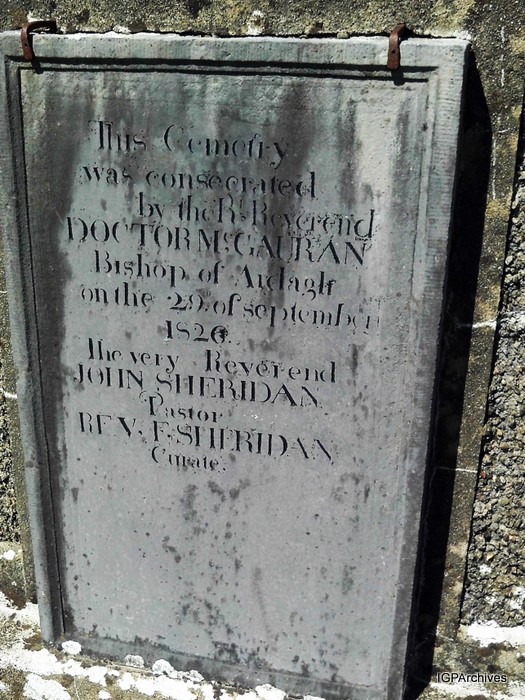 This Cemetry
was consecrated
by the Rt. Reverend
DOCTOR McGAURAN
Bishop of Ardagh
on the 29. of september
1826.
The very Reverend
JOHN SHERIDAN
Pastor
REV. F. SHERIDAN
Curate.
IGPArchives